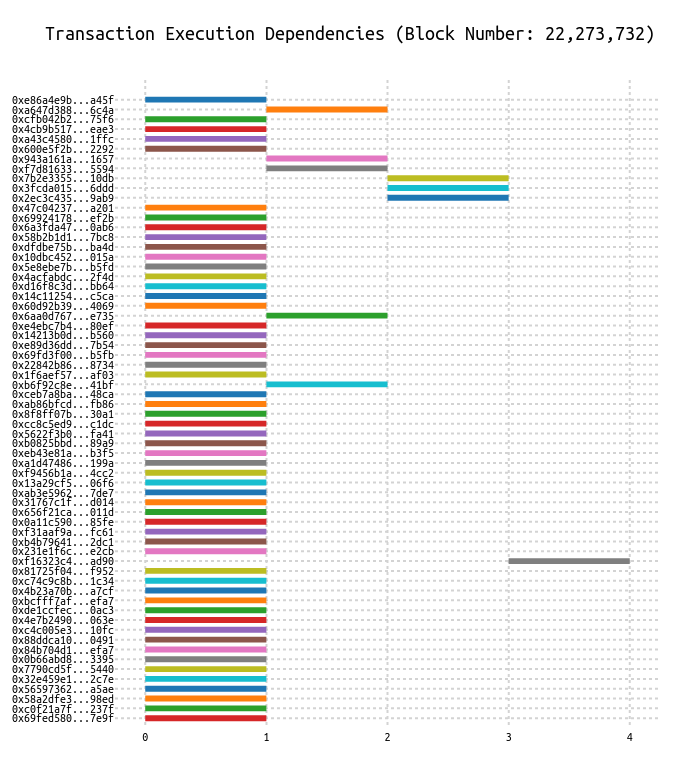 Transaction Execution Dependencies (Block Number: 22,273,732)
0xe86a4e9b...a45f
0xa647d388...6c4a
0xcfb042b2...75f6
0x4cb9b517...eae3
0xa43c4580...1ffc
0x600e5f2b...2292
0x943a161a...1657
0xf7d81633...5594
0x7b2e3355...10db
0x3fcda015...6ddd
0x2ec3c435...9ab9
0x47c04237...a201
0x69924178...ef2b
0x6a3fda47...0ab6
0x58b2b1d1...7bc8
0xdfdbe75b...ba4d
0x10dbc452...015a
0x5e8ebe7b...b5fd
0x4acfabdc...2f4d
0xd16f8c3d...bb64
0x14c11254...c5ca
0x60d92b39...4069
0x6aa0d767...e735
0xe4ebc7b4...80ef
0x14213b0d...b560
0xe89d36dd...7b54
0x69fd3f00...b5fb
0x22842b86...8734
0x1f6aef57...af03
0xb6f92c8e...41bf
0xceb7a8ba...48ca
0xab86bfcd...fb86
0x8f8ff07b...30a1
0xcc8c5ed9...c1dc
0x5622f3b0...fa41
0xb0825bbd...89a9
0xeb43e81a...b3f5
0xa1d47486...199a
0xf9456b1a...4cc2
0x13a29cf5...06f6
0xab3e5962...7de7
0x31767c1f...d014
0x656f21ca...011d
0x0a11c590...85fe
0xf31aaf9a...fc61
0xb4b79641...2dc1
0x231e1f6c...e2cb
0xf16323c4...ad90
0x81725f04...f952
0xc74c9c8b...1c34
0x4b23a70b...a7cf
0xbcfff7af...efa7
0xde1ccfec...0ac3
0x4e7b2490...063e
0xc4c005e3...10fc
0x88ddca10...0491
0x84b704d1...efa7
0x0b66abd8...3395
0x7790cd5f...5440
0x32e459e1...2c7e
0x56597362...a5ae
0x58a2dfe3...98ed
0xc0f21a7f...237f
0x69fed580...7e9f
0 1 2 3 4